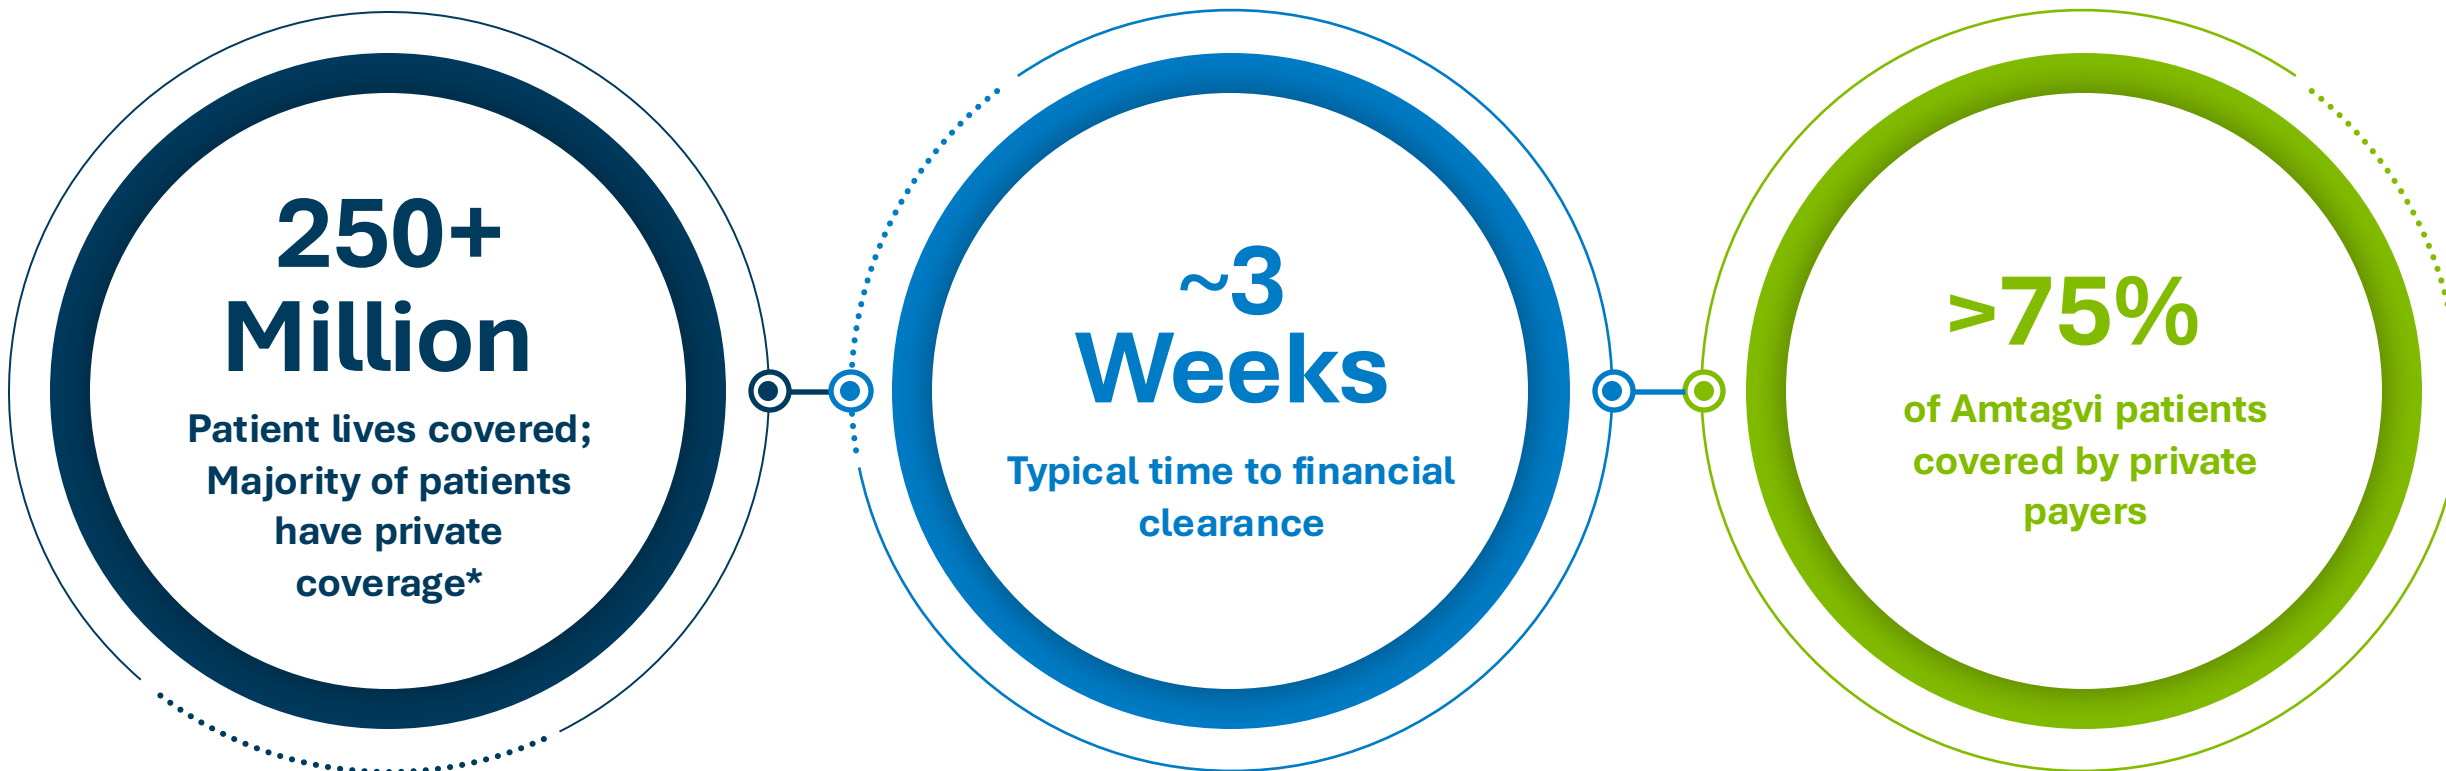 250+
Million
Patient lives covered;
Majority of patients
have private
coverage*
~3
Weeks
Typical time to financial
clearance
>75%
of Amtagvi patients
covered by private
payers